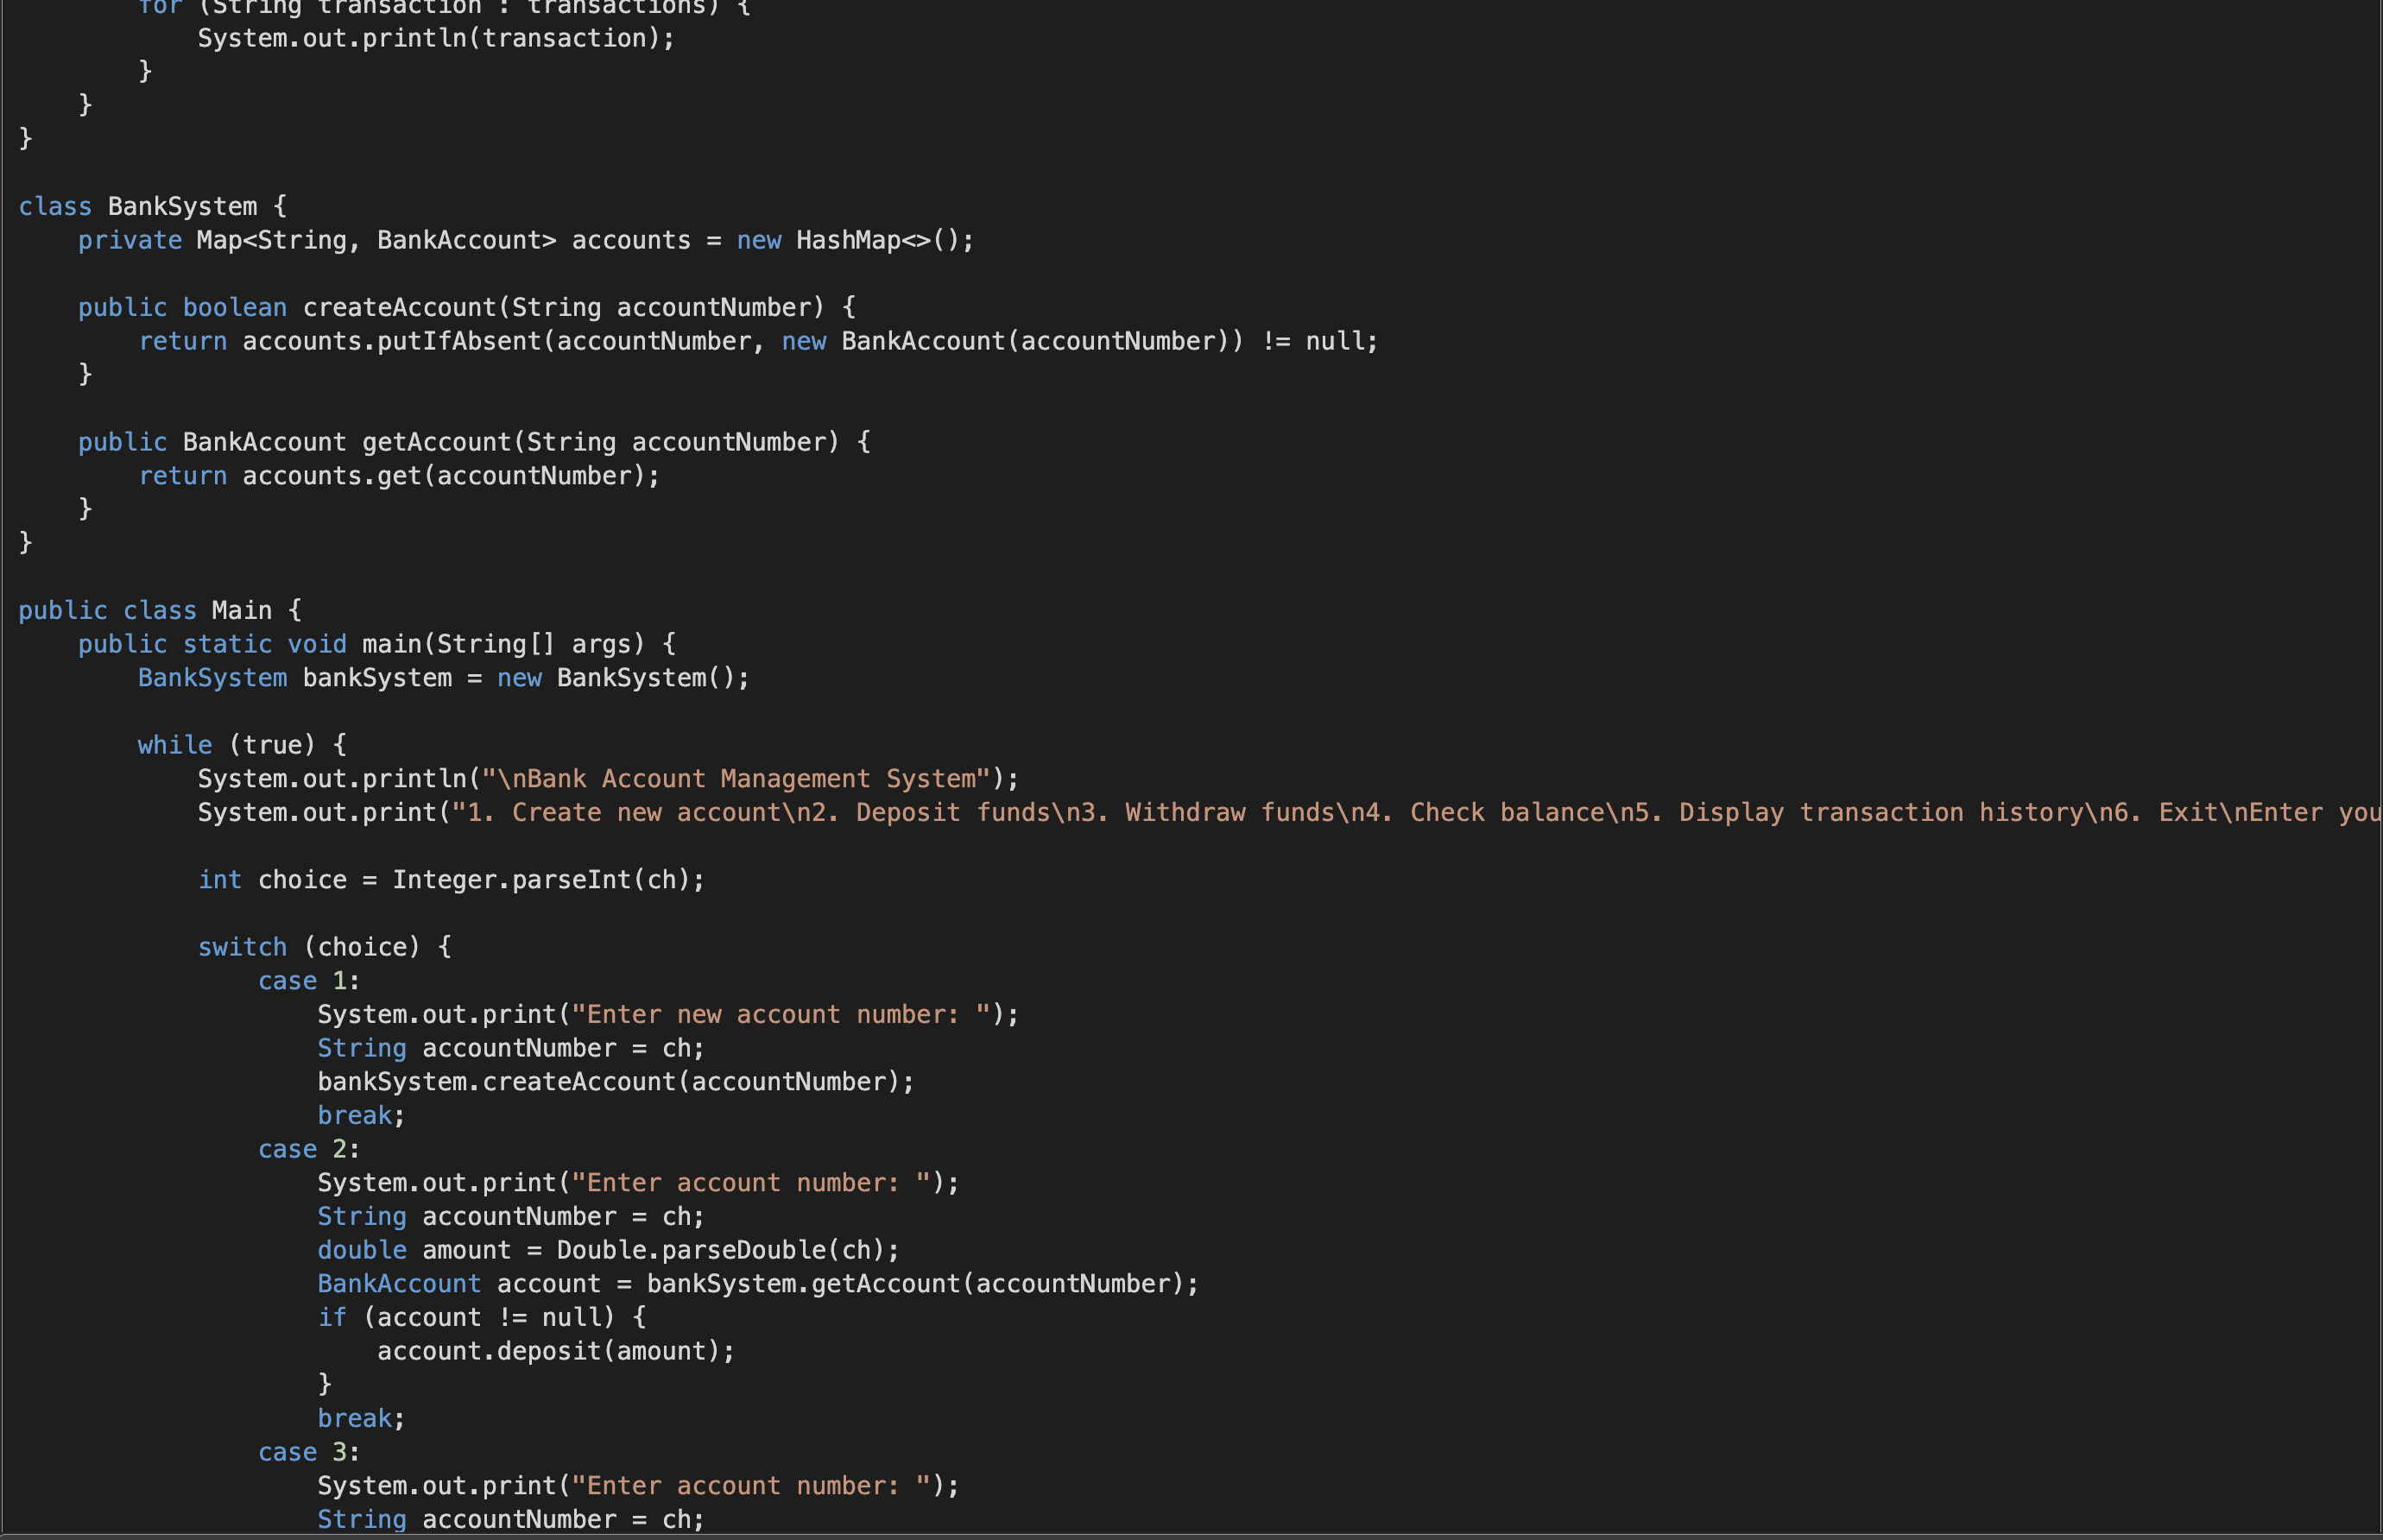 for (String transaction : transactions) {
System.out.println(transaction);
}
}
}
class BankSystem {
private Map<String, BankAccount> accounts = new HashMap<>();
public boolean createAccount(String accountNumber) {
return accounts.putIfAbsent(accountNumber, new BankAccount(accountNumber)) != null;
}
public BankAccount getAccount(String accountNumber) {
return accounts.get(accountNumber);
}
}
public class Main {
public static void main(String[] args) {
BankSystem bankSystem = new BankSystem();
while (true) {
System.out.println("\nBank Account Management System");
System.out.print("1. Create new account\n2. Deposit funds\n3. Withdraw funds\n4. Check balance\n5. Display transaction history\n6. Exit\nEnter you
int choice = Integer.parseInt(ch);
switch (choice) {
case 1:
System.out.print("Enter new account number: ");
String accountNumber = ch;
bankSystem.createAccount(accountNumber);
break;
case 2:
System.out.print("Enter account number: ");
String accountNumber = ch;
double amount = Double.parseDouble(ch);
BankAccount account = bankSystem.getAccount(accountNumber);
if (account != null) {
account.deposit(amount);
}
break;
case 3:
System.out.print("Enter account number: ");
String accountNumber = ch;